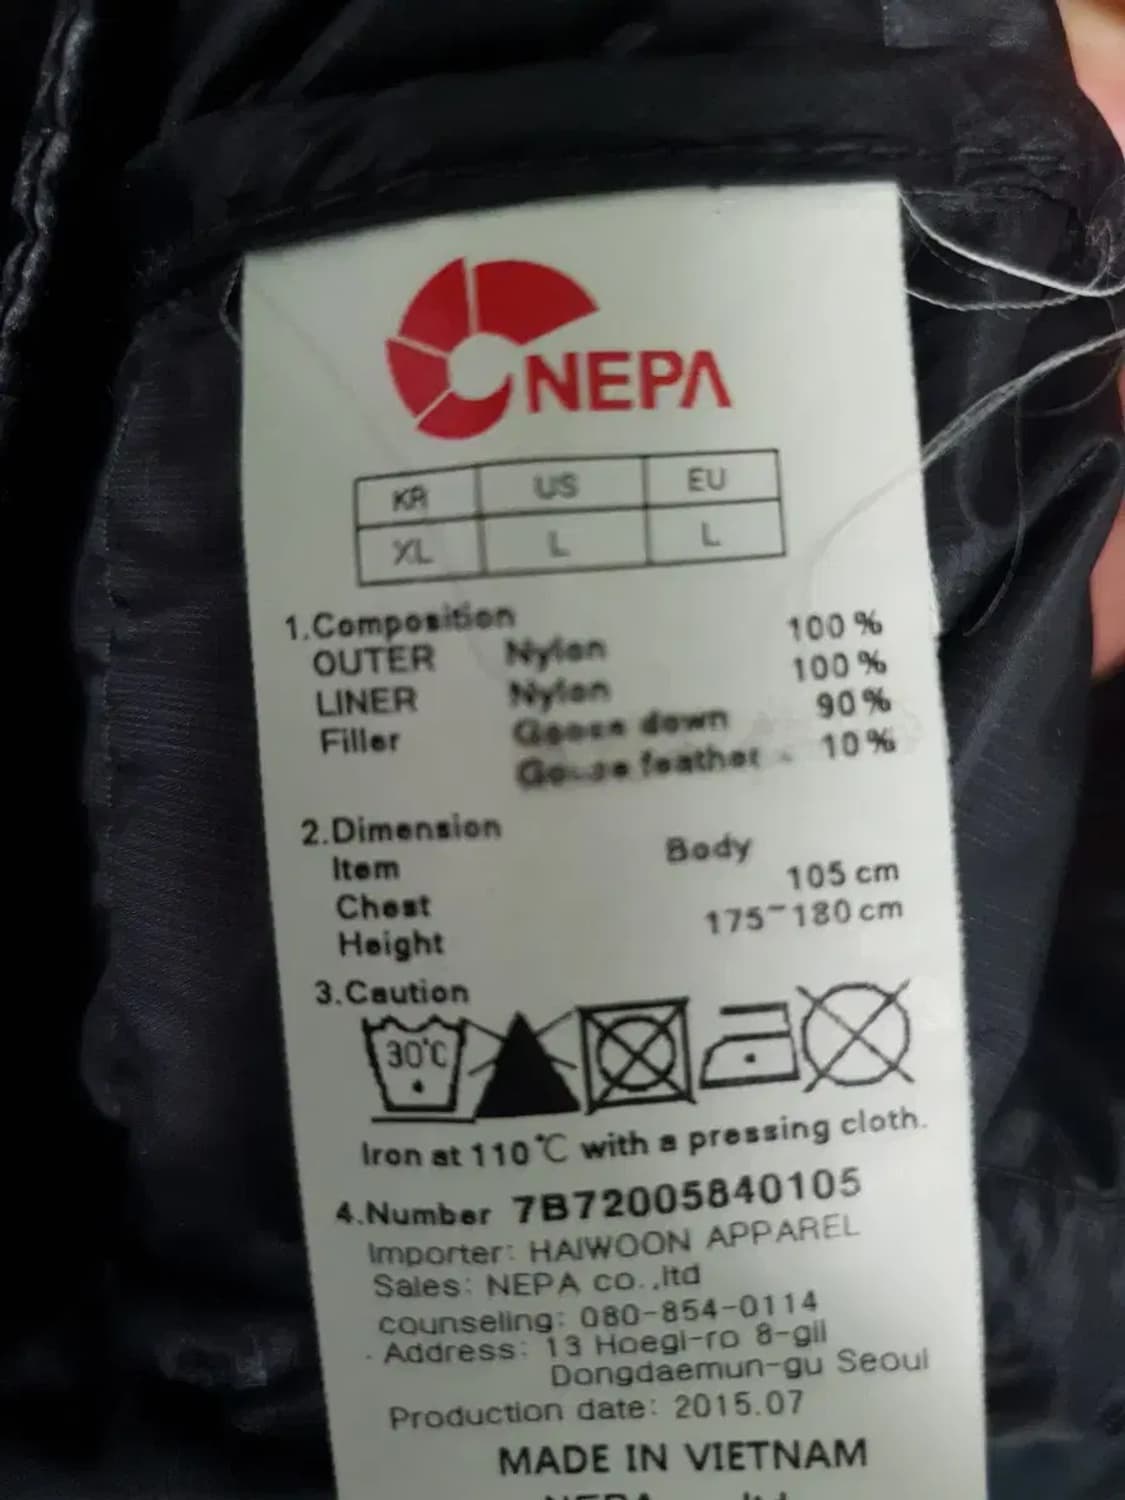 NEPA
KR US EU
XL L L
1.Composition
OUTER Nylon 100%
LINER Nylon 100%
Filler Goose down 90%
Goose feather 10%
2.Dimension
Item Body
Chest 105 cm
Height 175~180 cm
3.Caution
30℃
Iron at 110℃ with a pressing cloth.
4.Number 7B72005840105
Importer: HAIWOON APPAREL
Sales: NEPA co.,ltd
counseling: 080-854-0114
Address: 13 Hoegi-ro 8-gil
Dongdaemun-gu Seoul
Production date: 2015.07
MADE IN VIETNAM